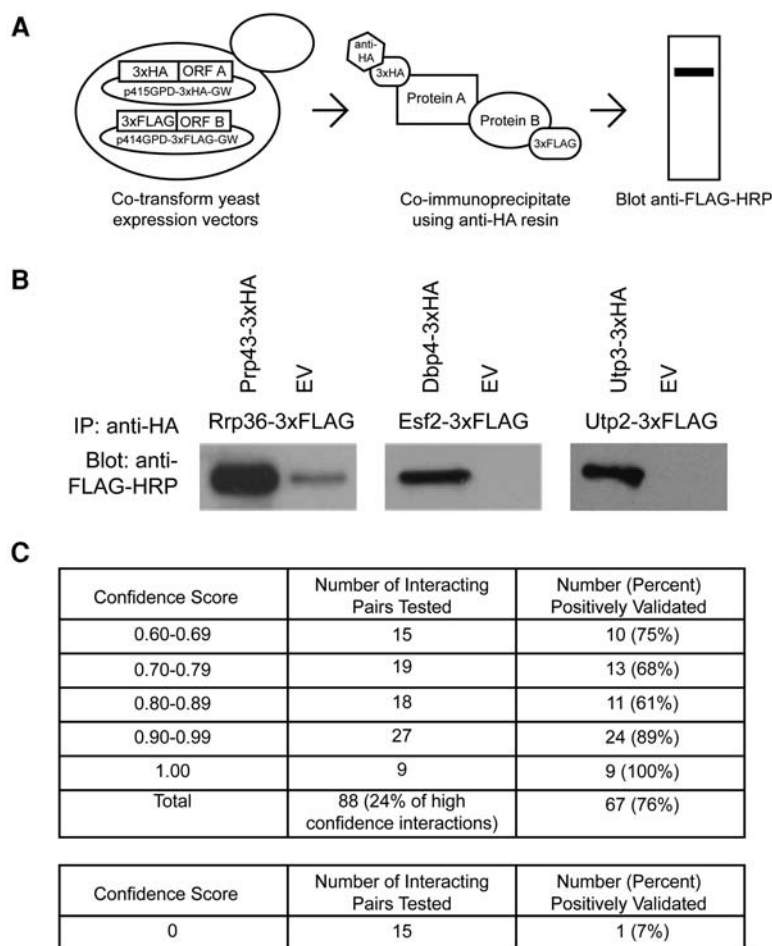 A
3xHA ORF A
p415GPD-3xHA-GW
3xFLAG ORF B
p414GPD-3xFLAG-GW
Co-transform yeast
expression vectors
anti-
HA
3xHA
Protein A
Protein B
3xFLAG
Co-immunoprecipitate
using anti-HA resin
Blot anti-FLAG-HRP
B
Prp43-3xHA
EV
Dbp4-3xHA
EV
Utp3-3xHA
EV
IP: anti-HA
Rrp36-3xFLAG
Esf2-3xFLAG
Utp2-3xFLAG
Blot: anti-
FLAG-HRP
C
Confidence Score
Number of Interacting
Pairs Tested
Number (Percent)
Positively Validated
0.60-0.69 15 10 (75%)
0.70-0.79 19 13 (68%)
0.80-0.89 18 11 (61%)
0.90-0.99 27 24 (89%)
1.00 9 9 (100%)
Total
88 (24% of high
confidence interactions)
67 (76%)
Confidence Score
Number of Interacting
Pairs Tested
Number (Percent)
Positively Validated
0 15 1 (7%)